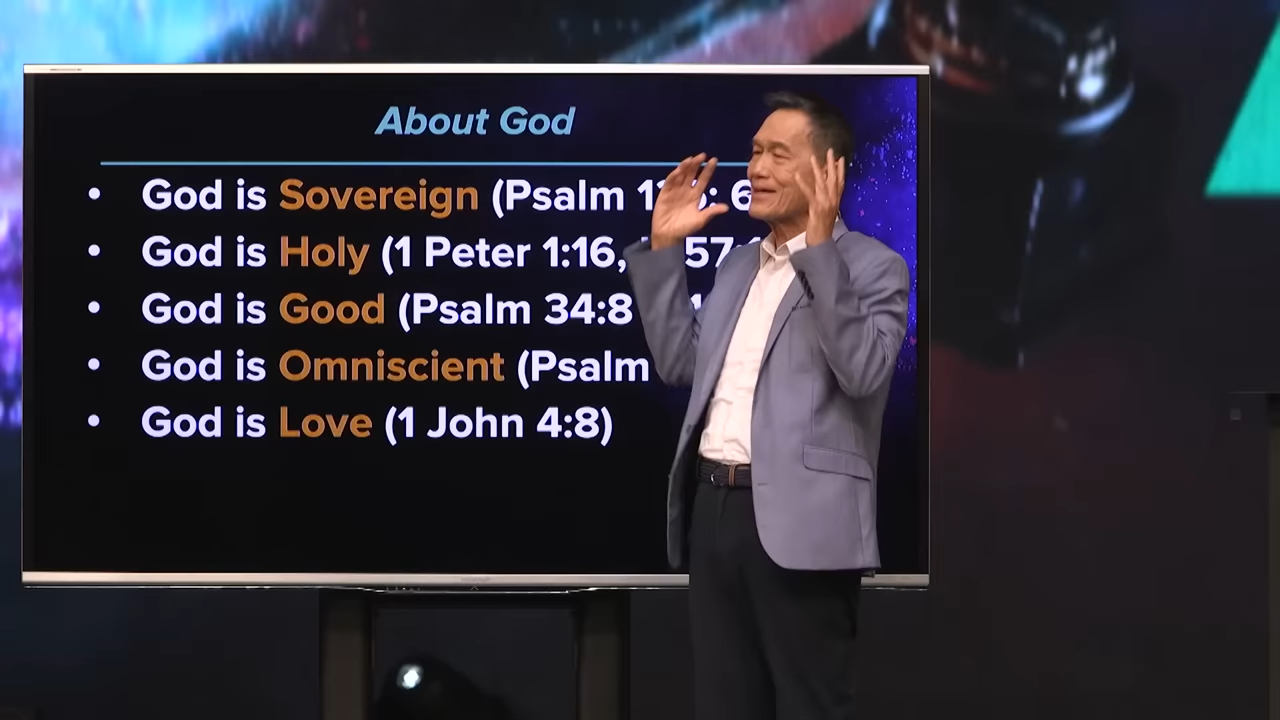 About God
• God is Sovereign (Psalm
• God is Holy (1 Peter 1:16,
• God is Good (Psalm 34:8
• God is Omniscient (Psalm
• God is Love (1 John 4:8)